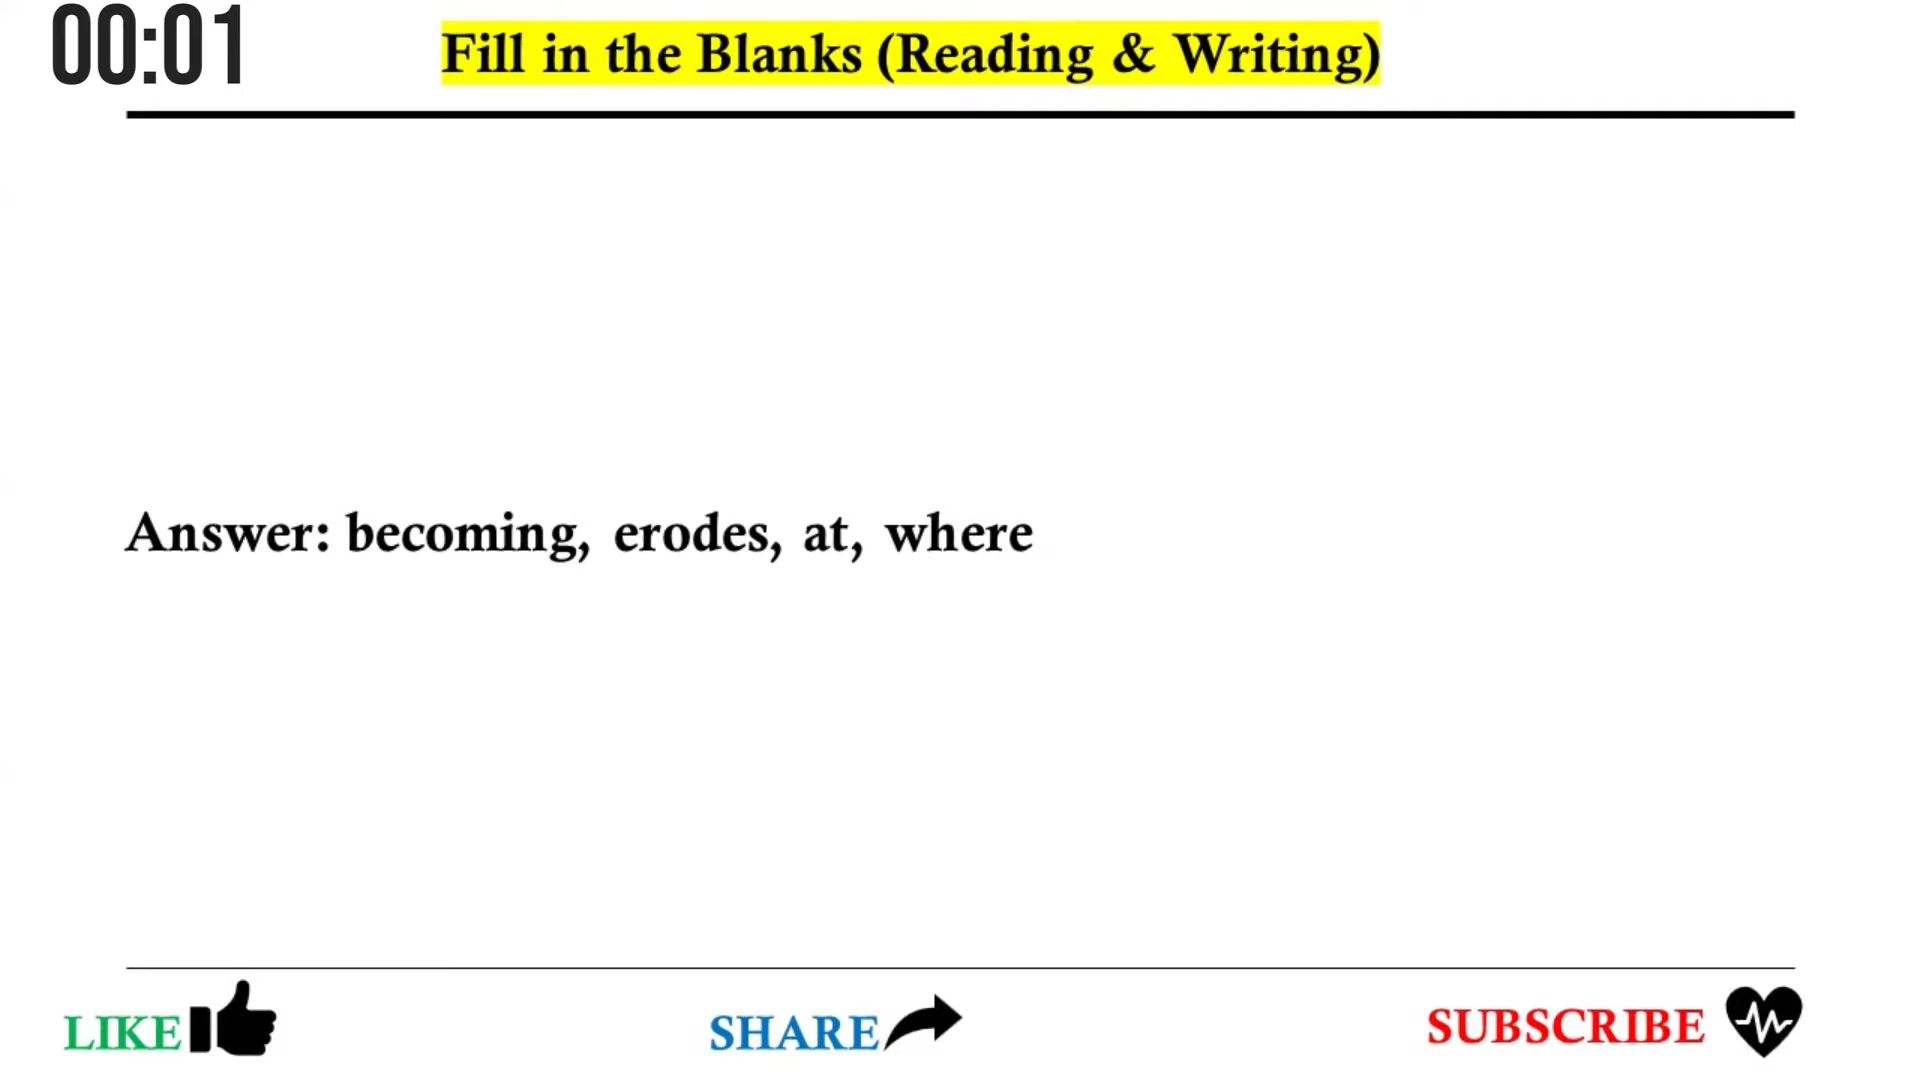 00:01
Fill in the Blanks (Reading & Writing)
Answer: becoming, erodes, at, where
LIKE
SHARE
SUBSCRIBE